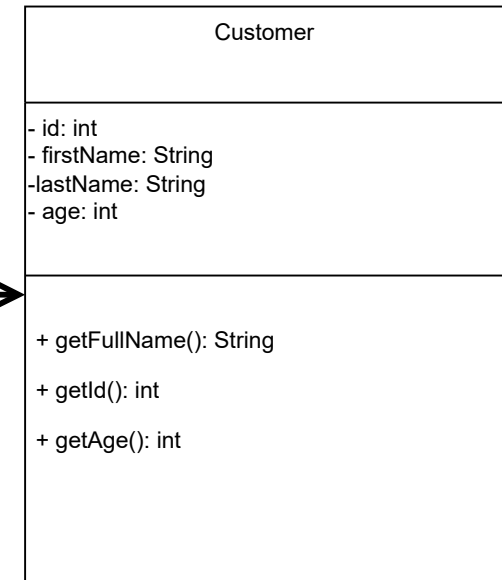 Customer
- id: int
- firstName: String
-lastName: String
- age: int
+ getFullName(): String
+ getId(): int
+ getAge(): int